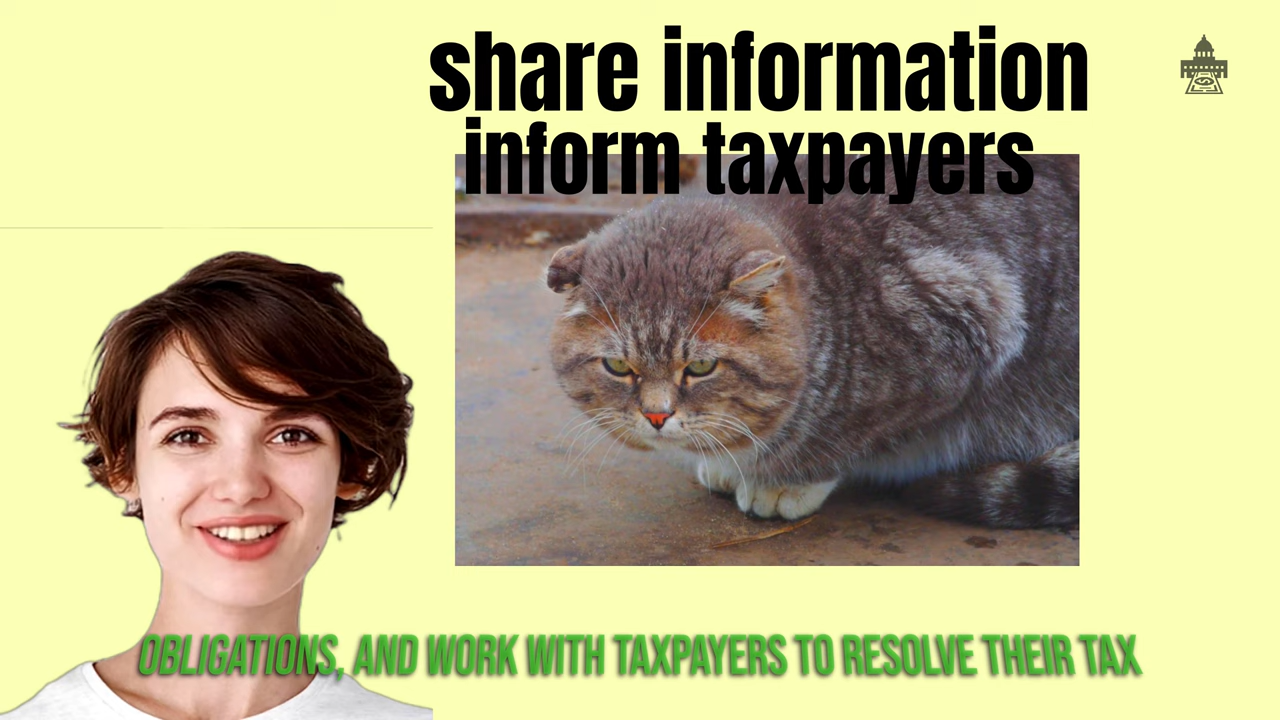 share information
inform taxpayers
OBLIGATIONS, AND WORK WITH TAXPAYERS TO RESOLVE THEIR TAX